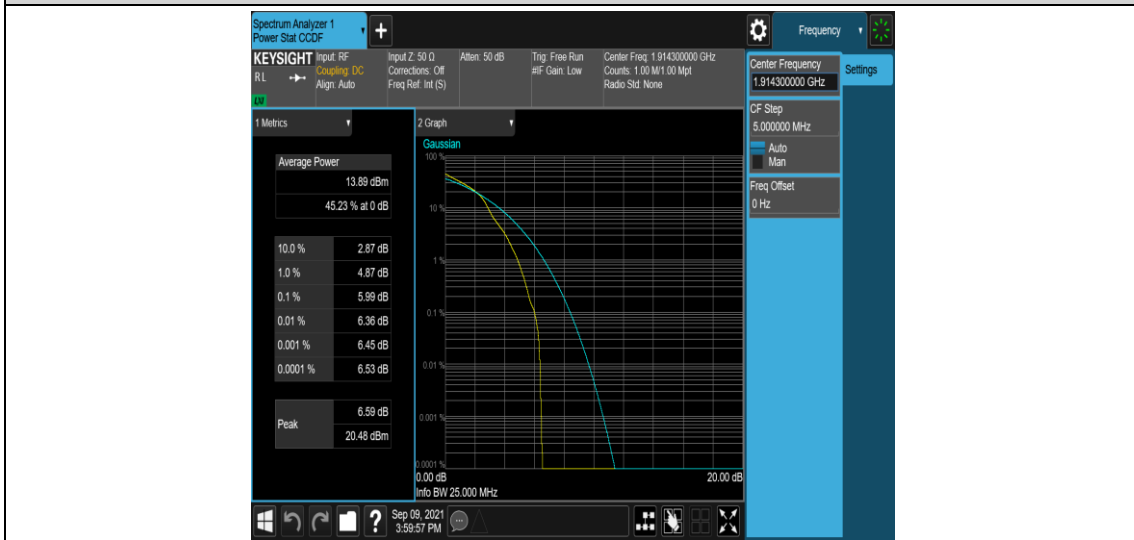 Spectrum Analyzer 1
Power Stat CCDF
Frequency
KEYSIGHT
RL
LXI
Input: RF
Coupling: DC
Align: Auto
Input Z: 50 Ω
Corrections: Off
Freq Ref: Int (S)
Atten: 50 dB
Trig: Free Run
#IF Gain: Low
Center Freq: 1.914300000 GHz
Counts: 1.00 M/1.00 Mpt
Radio Std: None
Center Frequency
1.914300000 GHz
Settings
CF Step
5.000000 MHz
Auto
Man
Freq Offset
0 Hz
1 Metrics
Average Power
13.89 dBm
45.23 % at 0 dB
10.0 % 2.87 dB
1.0 % 4.87 dB
0.1 % 5.99 dB
0.01 % 6.36 dB
0.001 % 6.45 dB
0.0001 % 6.53 dB
Peak
6.59 dB
20.48 dBm
2 Graph
Gaussian
100 %
10 %
1 %
0.1 %
0.01 %
0.001 %
0.0001 %
0.00 dB 20.00 dB
Info BW 25.000 MHz
?
Sep 09, 2021
3:59:57 PM